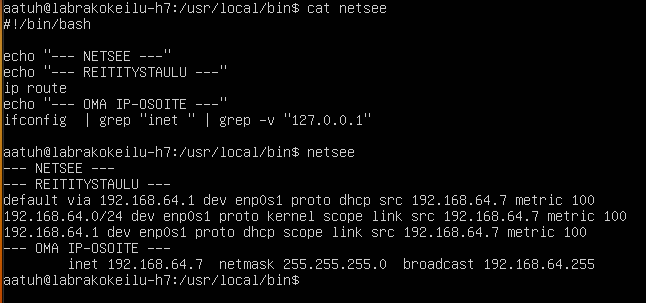 aatuh@labrakokeilu-h7:/usr/local/bin$ cat netsee
#!/bin/bash

echo "--- NETSEE ---"
echo "--- REITITYSTAULU ---"
ip route
echo "--- OMA IP-OSOITE ---"
ifconfig  | grep "inet " | grep -v "127.0.0.1"

aatuh@labrakokeilu-h7:/usr/local/bin$ netsee
--- NETSEE ---
--- REITITYSTAULU ---
default via 192.168.64.1 dev enp0s1 proto dhcp src 192.168.64.7 metric 100
192.168.64.0/24 dev enp0s1 proto kernel scope link src 192.168.64.7 metric 100
192.168.64.1 dev enp0s1 proto dhcp scope link src 192.168.64.7 metric 100
--- OMA IP-OSOITE ---
        inet 192.168.64.7  netmask 255.255.255.0  broadcast 192.168.64.255
aatuh@labrakokeilu-h7:/usr/local/bin$